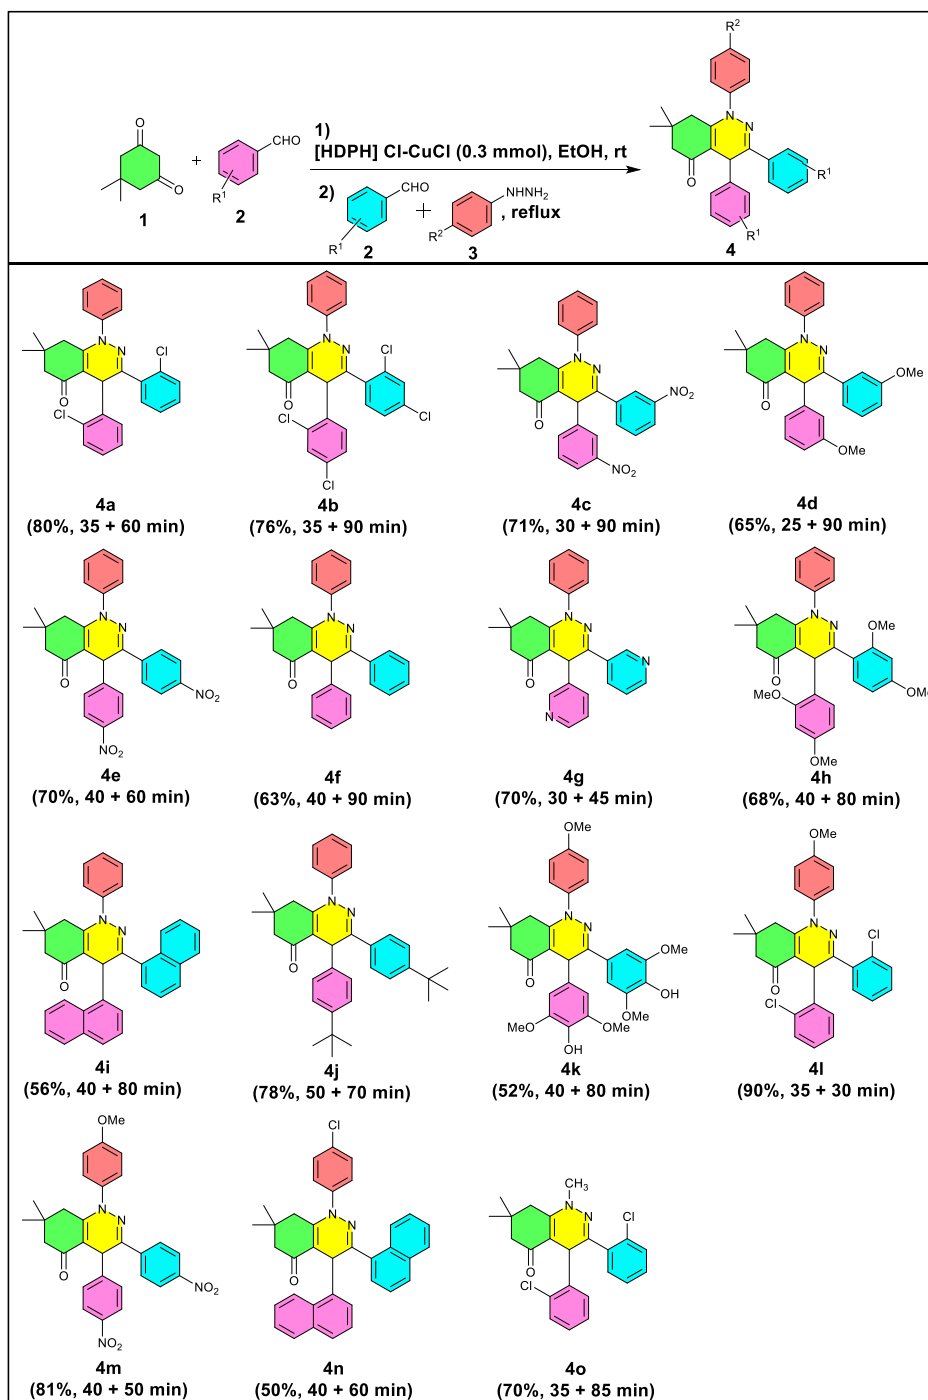 R²
O
CHO
1)
[HDPH] Cl-CuCl (0.3 mmol), EtOH, rt
+
O
R¹
1
2
2)
CHO
NHNH₂
+
, reflux
R¹
R²
2
3
N
N
O
R¹
R¹
4
N
N
Cl
O
Cl
4a
(80%, 35 + 60 min)
N
N
Cl
O
Cl
Cl
Cl
4b
(76%, 35 + 90 min)
N
N
NO₂
O
NO₂
4c
(71%, 30 + 90 min)
N
N
OMe
O
OMe
4d
(65%, 25 + 90 min)
N
N
O
NO₂
NO₂
4e
(70%, 40 + 60 min)
N
N
O
4f
(63%, 40 + 90 min)
N
N
N
O
N
4g
(70%, 30 + 45 min)
N
N
OMe
O
MeO
OMe
OMe
4h
(68%, 40 + 80 min)
N
N
O
4i
(56%, 40 + 80 min)
N
N
O
4j
(78%, 50 + 70 min)
OMe
N
N
OMe
O
OH
OMe
MeO
OMe
OH
4k
(52%, 40 + 80 min)
OMe
N
N
Cl
O
Cl
4l
(90%, 35 + 30 min)
OMe
N
N
O
NO₂
NO₂
4m
(81%, 40 + 50 min)
Cl
N
N
O
4n
(50%, 40 + 60 min)
CH₃
N
N
Cl
O
Cl
4o
(70%, 35 + 85 min)